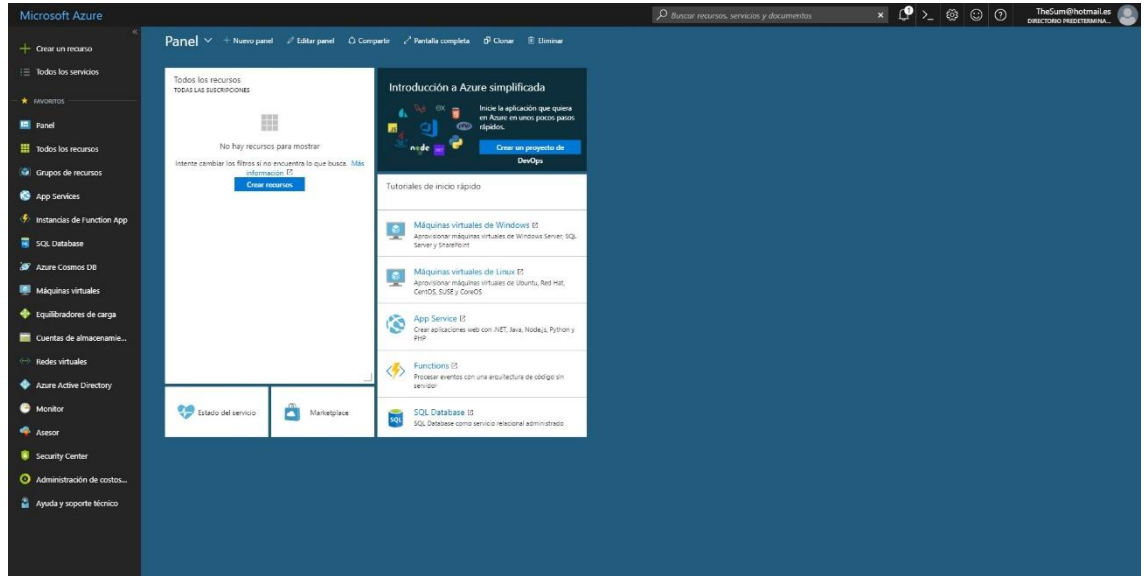 Microsoft Azure
Buscar recursos, servicios y documentos
1
TheSum@hotmail.es
DIRECTORIO PREDETERMINA...
Crear un recurso
Todos los servicios
FAVORITOS
Panel
Todos los recursos
Grupos de recursos
App Services
Instancias de Function App
SQL Database
Azure Cosmos DB
Máquinas virtuales
Equilibradores de carga
Cuentas de almacenamie...
Redes virtuales
Azure Active Directory
Monitor
Asesor
Security Center
Administración de costos...
Ayuda y soporte técnico
Panel
Nuevo panel
Editar panel
Compartir
Pantalla completa
Clonar
Eliminar
Todos los recursos
TODAS LAS SUSCRIPCIONES
No hay recursos para mostrar
Intente cambiar los filtros si no encuentra lo que busca. Más
información
Crear recursos
Estado del servicio
Marketplace
Introducción a Azure simplificada
Inicie la aplicación que quiera
en Azure en unos pocos pasos
rápidos.
node
Crear un proyecto de
DevOps
Tutoriales de inicio rápido
Máquinas virtuales de Windows
Aprovisionar máquinas virtuales de Windows Server, SQL
Server y SharePoint
Máquinas virtuales de Linux
Aprovisionar máquinas virtuales de Ubuntu, Red Hat,
CentOS, SUSE y CoreOS
App Service
Crear aplicaciones web con .NET, Java, Node.js, Python y
PHP
Functions
Procesar eventos con una arquitectura de código sin
servidor
SQL Database
SQL Database como servicio relacional administrado